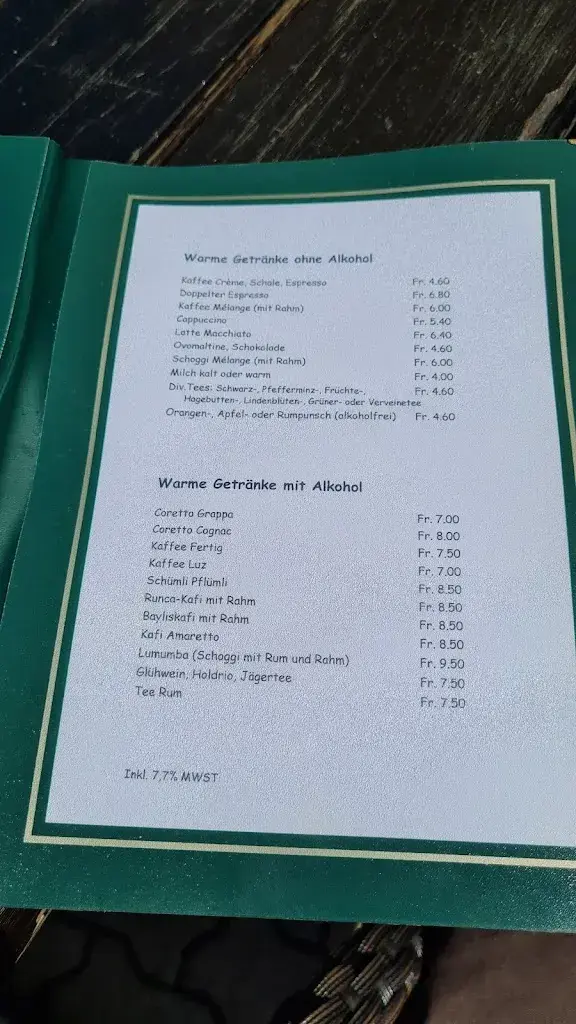 Warme Getränke ohne Alkohol
Kaffee Crème, Schale, Espresso Fr. 4.60
Doppelter Espresso Fr. 6.80
Kaffee Mélange (mit Rahm) Fr. 6.00
Cappuccino Fr. 5.40
Latte Macchiato Fr. 6.40
Ovomaltine, Schokolade Fr. 4.60
Schoggi Mélange (mit Rahm) Fr. 6.00
Milch kalt oder warm Fr. 4.00
Div. Tees: Schwarz-, Pfefferminz-, Früchte-, Fr. 4.60
Hagebutten-, Lindenblüten-, Grüner- oder Verveinetee
Orangen-, Apfel- oder Rumpunsch (alkoholfrei) Fr. 4.60
Warme Getränke mit Alkohol
Coretto Grappa Fr. 7.00
Coretto Cognac Fr. 8.00
Kaffee Fertig Fr. 7.50
Kaffee Luz Fr. 7.00
Schümli Pflümli Fr. 8.50
Runca-Kafi mit Rahm Fr. 8.50
Bayliskafi mit Rahm Fr. 8.50
Kafi Amaretto Fr. 8.50
Lumumba (Schoggi mit Rum und Rahm) Fr. 9.50
Glühwein, Holdrio, Jägertee Fr. 7.50
Tee Rum Fr. 7.50
Inkl. 7,7% MWST